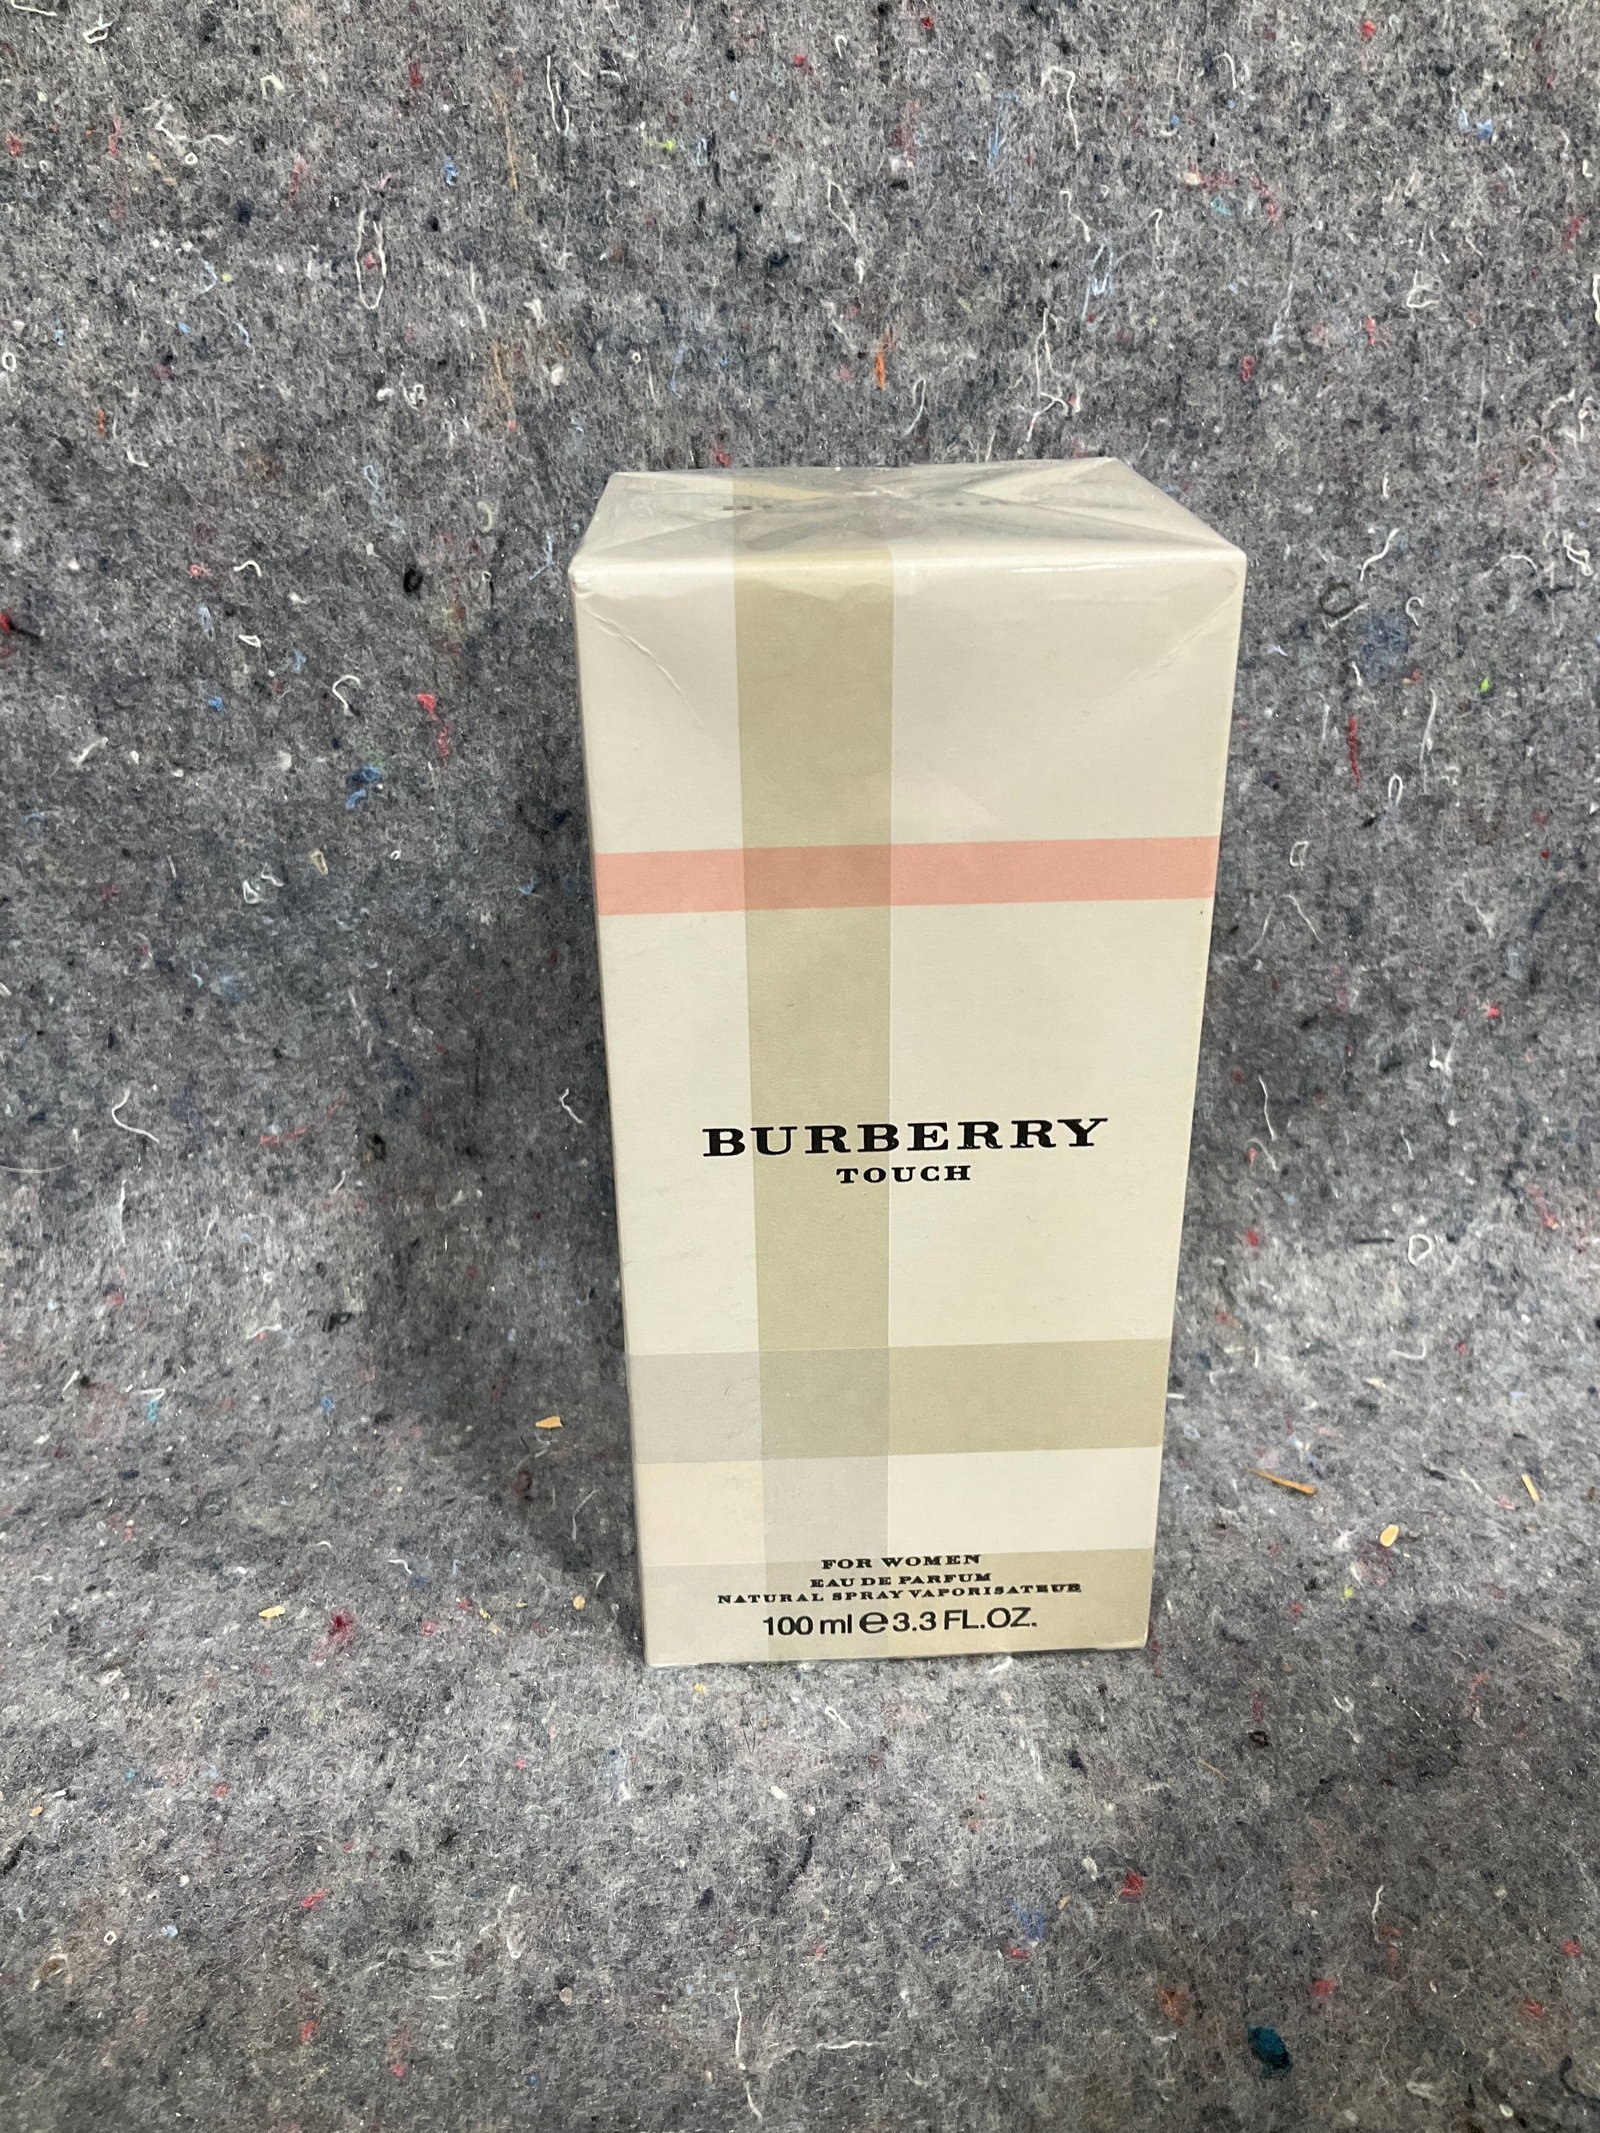 BURBERRY
TOUCH
FOR WOMEN
EAU DE PARFUM
NATURAL SPRAY VAPORISATEUR
100 ml e 3.3 FL.OZ.